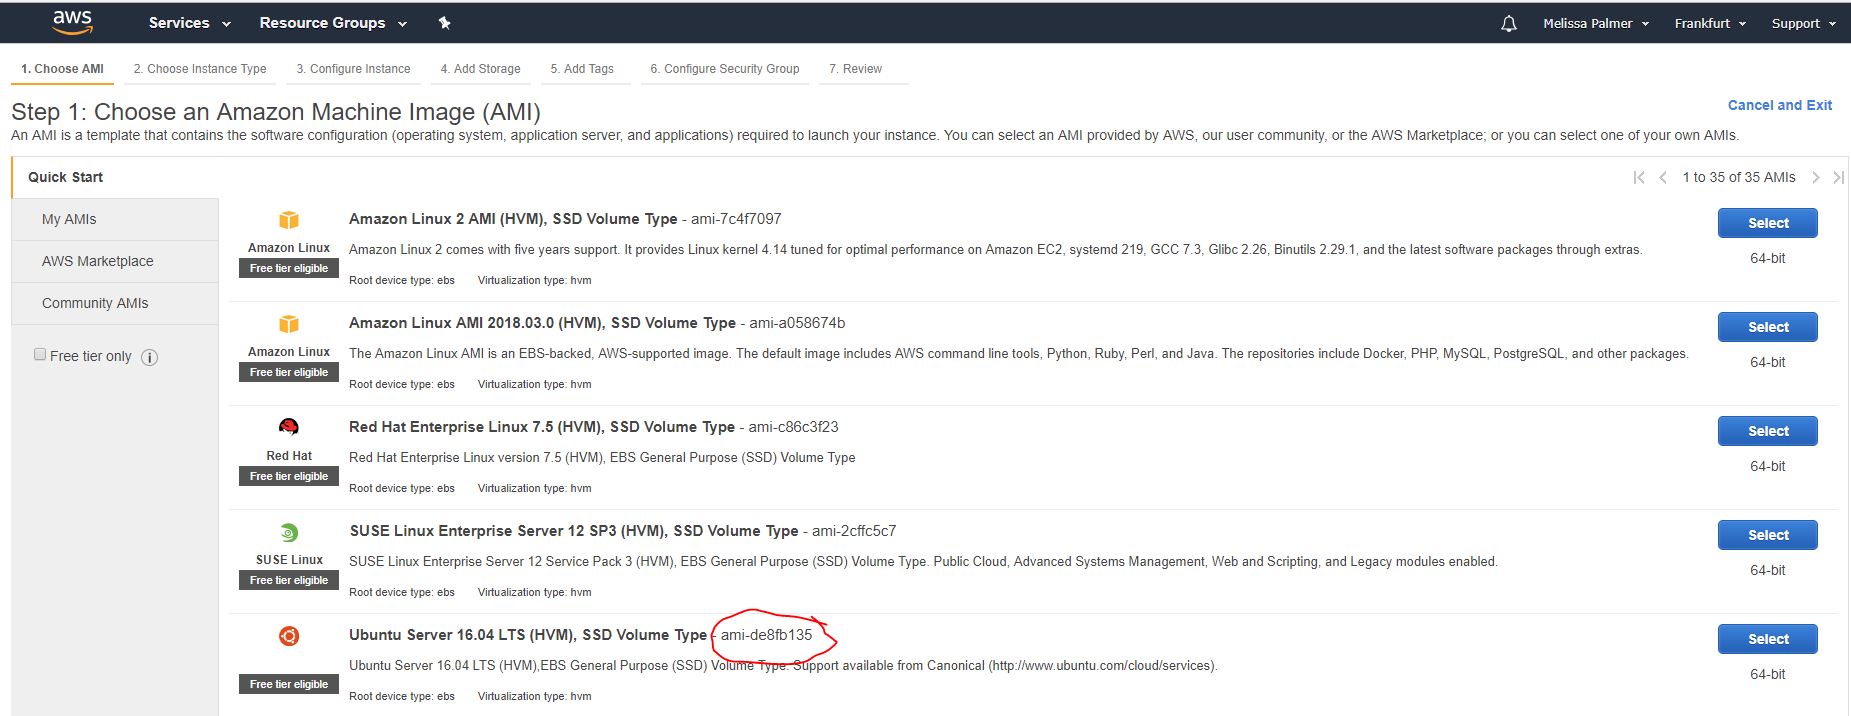 aws Services Resource Groups Melissa Palmer Frankfurt Support
1. Choose AMI 2. Choose Instance Type 3. Configure Instance 4. Add Storage 5. Add Tags 6. Configure Security Group 7. Review
Step 1: Choose an Amazon Machine Image (AMI)
Cancel and Exit
An AMI is a template that contains the software configuration (operating system, application server, and applications) required to launch your instance. You can select an AMI provided by AWS, our user community, or the AWS Marketplace; or you can select one of your own AMIs.
Quick Start
My AMIs
AWS Marketplace
Community AMIs
Free tier only i
1 to 35 of 35 AMIs
Amazon Linux
Free tier eligible
Amazon Linux 2 AMI (HVM), SSD Volume Type - ami-7c4f7097
Amazon Linux 2 comes with five years support. It provides Linux kernel 4.14 tuned for optimal performance on Amazon EC2, systemd 219, GCC 7.3, Glibc 2.26, Binutils 2.29.1, and the latest software packages through extras.
Root device type: ebs Virtualization type: hvm
Select
64-bit
Amazon Linux
Free tier eligible
Amazon Linux AMI 2018.03.0 (HVM), SSD Volume Type - ami-a058674b
The Amazon Linux AMI is an EBS-backed, AWS-supported image. The default image includes AWS command line tools, Python, Ruby, Perl, and Java. The repositories include Docker, PHP, MySQL, PostgreSQL, and other packages.
Root device type: ebs Virtualization type: hvm
Select
64-bit
Red Hat
Free tier eligible
Red Hat Enterprise Linux 7.5 (HVM), SSD Volume Type - ami-c86c3f23
Red Hat Enterprise Linux version 7.5 (HVM), EBS General Purpose (SSD) Volume Type
Root device type: ebs Virtualization type: hvm
Select
64-bit
SUSE Linux
Free tier eligible
SUSE Linux Enterprise Server 12 SP3 (HVM), SSD Volume Type - ami-2cffc5c7
SUSE Linux Enterprise Server 12 Service Pack 3 (HVM), EBS General Purpose (SSD) Volume Type. Public Cloud, Advanced Systems Management, Web and Scripting, and Legacy modules enabled.
Root device type: ebs Virtualization type: hvm
Select
64-bit
Free tier eligible
Ubuntu Server 16.04 LTS (HVM), SSD Volume Type - ami-de8fb135
Ubuntu Server 16.04 LTS (HVM),EBS General Purpose (SSD) Volume Type. Support available from Canonical (http://www.ubuntu.com/cloud/services).
Root device type: ebs Virtualization type: hvm
Select
64-bit